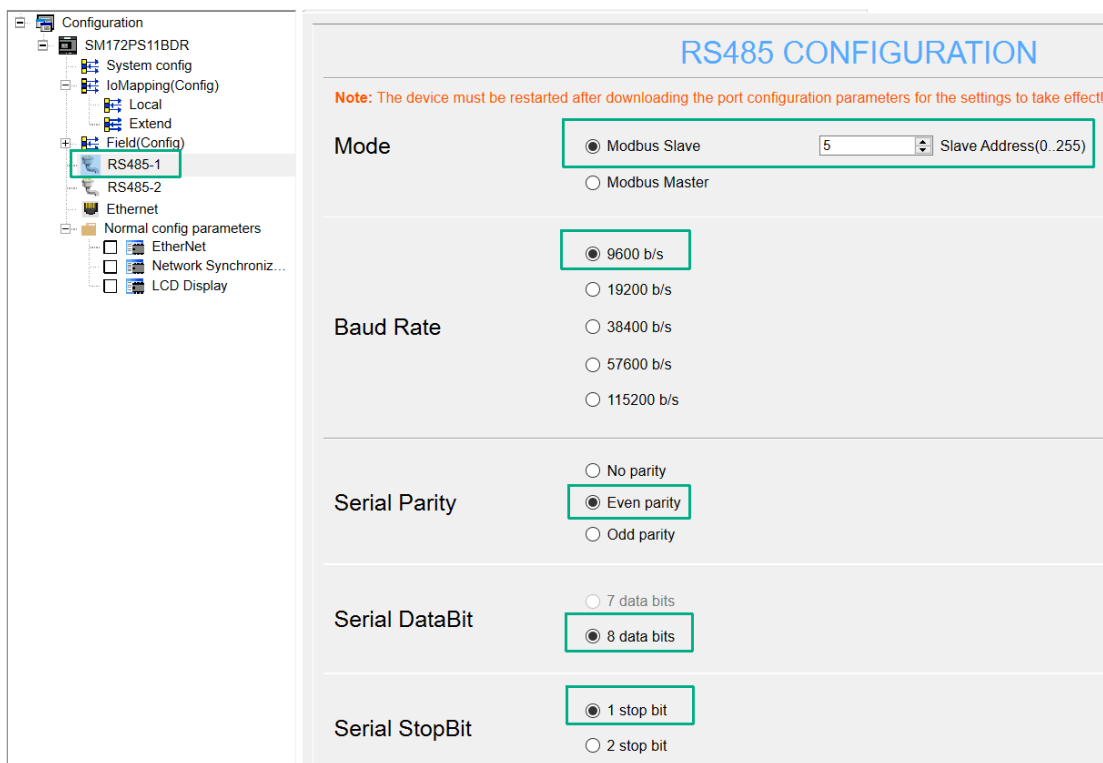 Configuration
SM172PS11BDR
System config
IoMapping(Config)
Local
Extend
Field(Config)
RS485-1
RS485-2
Ethernet
Normal config parameters
EtherNet
Network Synchroniz...
LCD Display
RS485 CONFIGURATION
Note: The device must be restarted after downloading the port configuration parameters for the settings to take effect!
Mode
Modbus Slave 5 Slave Address(0..255)
Modbus Master
Baud Rate
9600 b/s
19200 b/s
38400 b/s
57600 b/s
115200 b/s
Serial Parity
No parity
Even parity
Odd parity
Serial DataBit
7 data bits
8 data bits
Serial StopBit
1 stop bit
2 stop bit